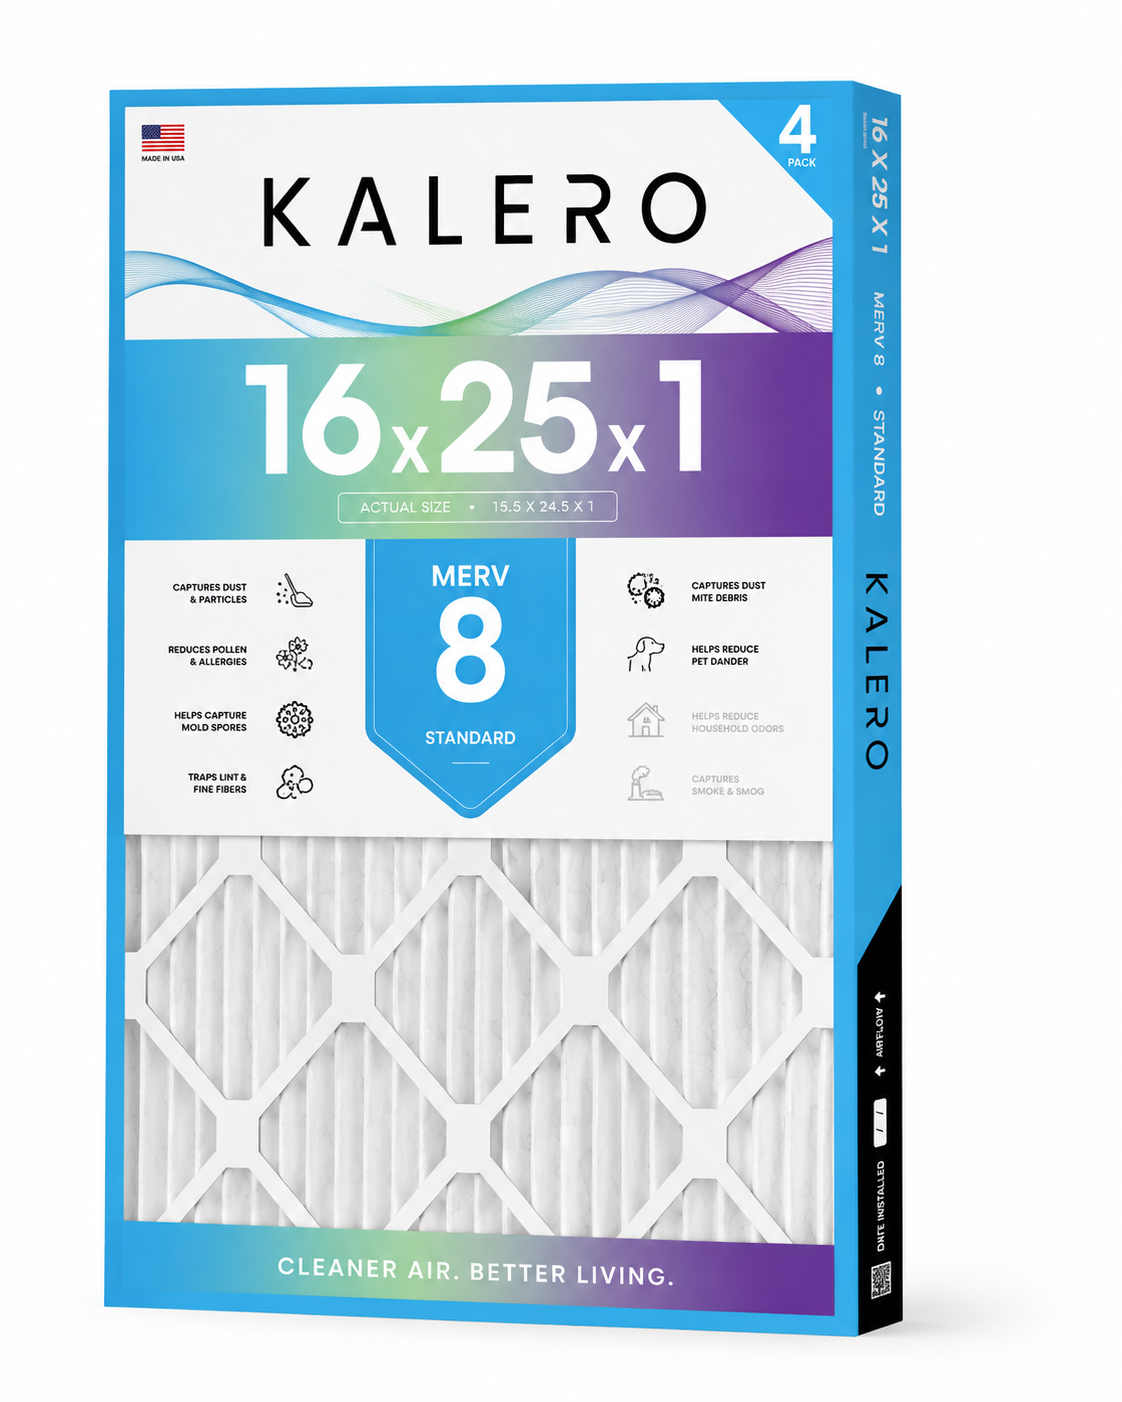 MADE IN USA
4
PACK
KALERO
16 x 25 x 1
ACTUAL SIZE • 15.5 X 24.5 X 1
MERV
8
STANDARD
CAPTURES DUST
& PARTICLES
REDUCES POLLEN
& ALLERGIES
HELPS CAPTURE
MOLD SPORES
TRAPS LINT &
FINE FIBERS
CAPTURES DUST
MITE DEBRIS
HELPS REDUCE
PET DANDER
HELPS REDUCE
HOUSEHOLD ODORS
CAPTURES
SMOKE & SMOG
CLEANER AIR. BETTER LIVING.
16 X 25 X 1
MERV 8 • STANDARD
KALERO
AIRFLOW
/ /
INSTALLED